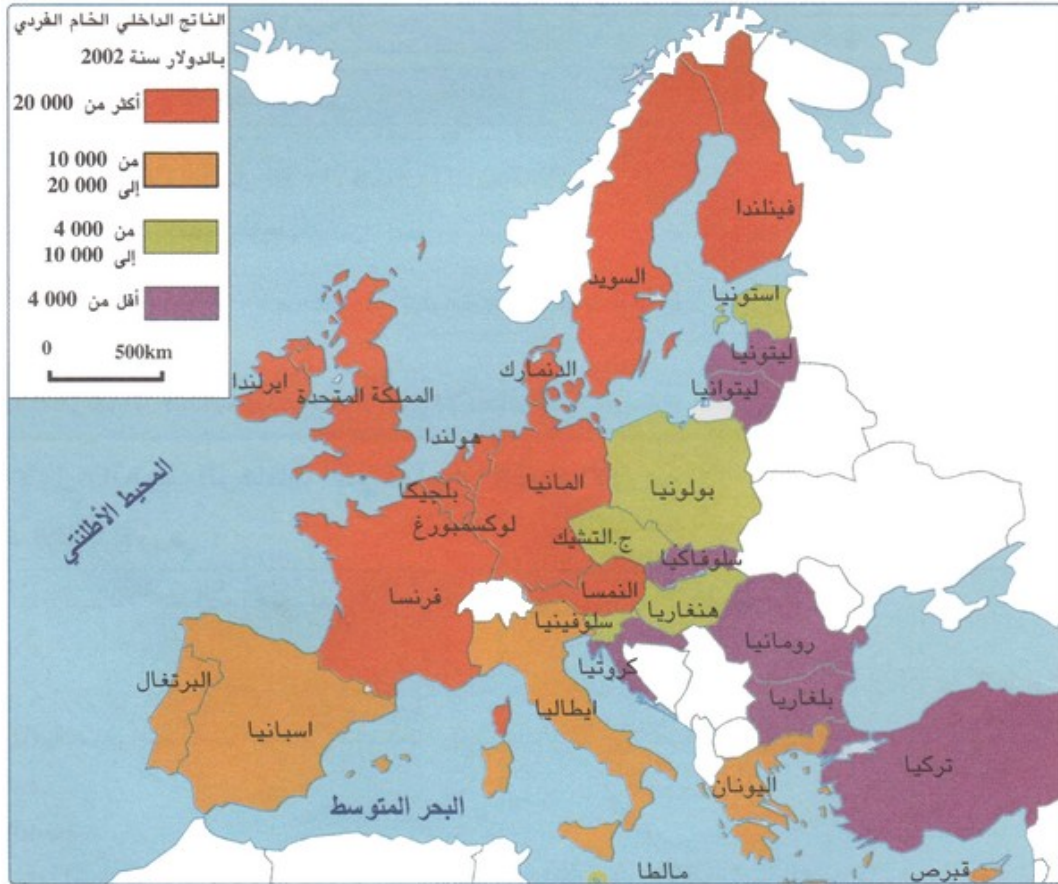 الناتج الداخلي الخام الفردي
بالدولار سنة 2002
أكثر من 20 000
من 10 000
إلى 20 000
من 4 000
إلى 10 000
أقل من 4 000
0 500km
فينلندا
السويد
استونيا
ليتونيا
ليتوانيا
الدنمارك
ايرلندا
المملكة المتحدة
هولندا
بلجيكا
المانيا
بولونيا
لوكسمبورغ
ج.التشيك
سلوفاكيا
المحيط الأطلنتي
فرنسا
النمسا
هنغاريا
سلوفينيا
رومانيا
كروتيا
البرتغال
اسبانيا
ايطاليا
بلغاريا
تركيا
اليونان
البحر المتوسط
مالطا
قبرص